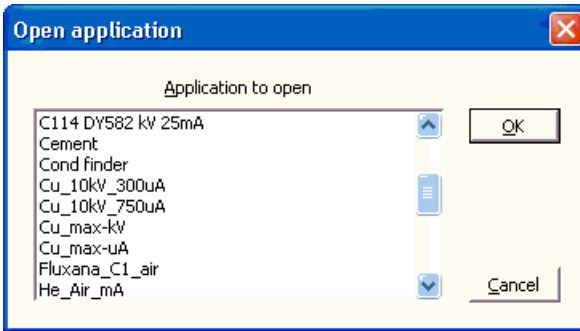 Open application
Application to open
C114 DY582 kV 25mA
Cement
Cond finder
Cu_10kV_300uA
Cu_10kV_750uA
Cu_max-kV
Cu_max-uA
Fluxana_C1_air
He_Air_mA
OK
Cancel